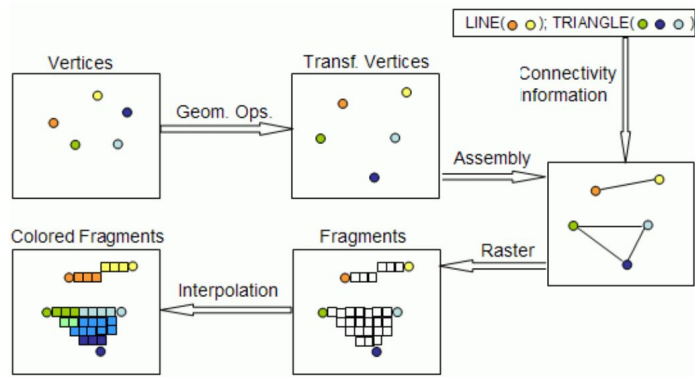 LINE( ); TRIANGLE( )
Vertices
Transf. Vertices
Connectivity
information
Geom. Ops.
Assembly
Colored Fragments
Fragments
Raster
Interpolation